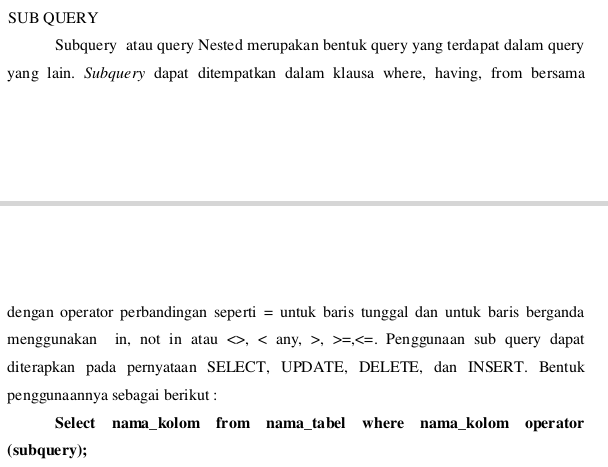 SUB QUERY
Subquery atau query Nested merupakan bentuk query yang terdapat dalam query
yang lain. Subquery dapat ditempatkan dalam klausa where, having, from bersama
dengan operator perbandingan seperti = untuk baris tunggal dan untuk baris berganda
menggunakan in, not in atau <>, < any, >, >=,<=. Penggunaan sub query dapat
diterapkan pada pernyataan SELECT, UPDATE, DELETE, dan INSERT. Bentuk
penggunaannya sebagai berikut :
Select nama_kolom from nama_tabel where nama_kolom operator
(subquery);